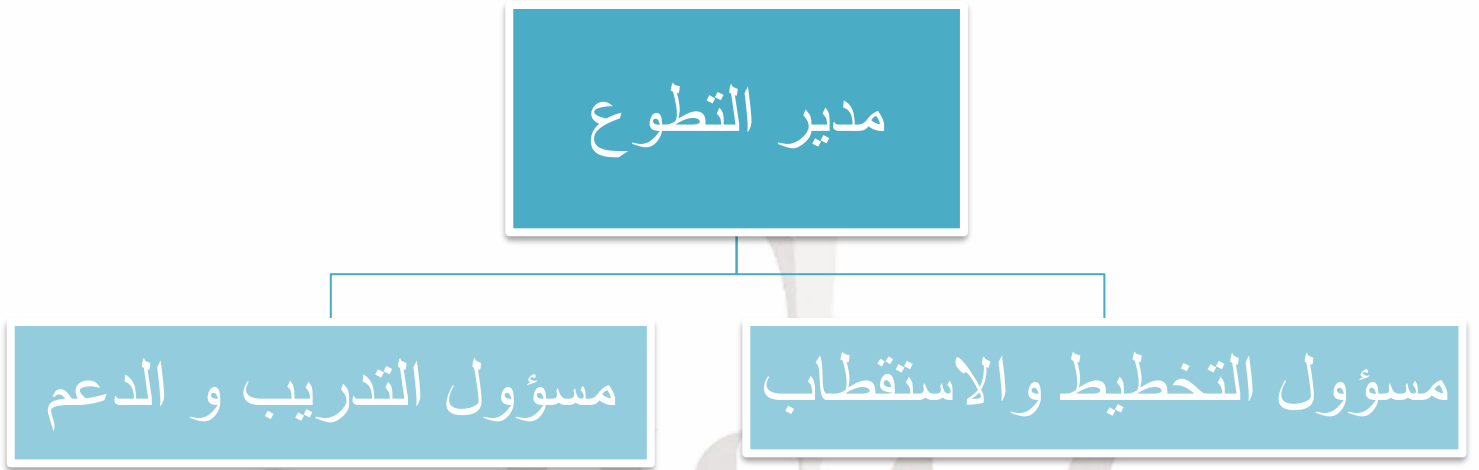 مدير التطوع
مسؤول التخطيط والاستقطاب
مسؤول التدريب و الدعم